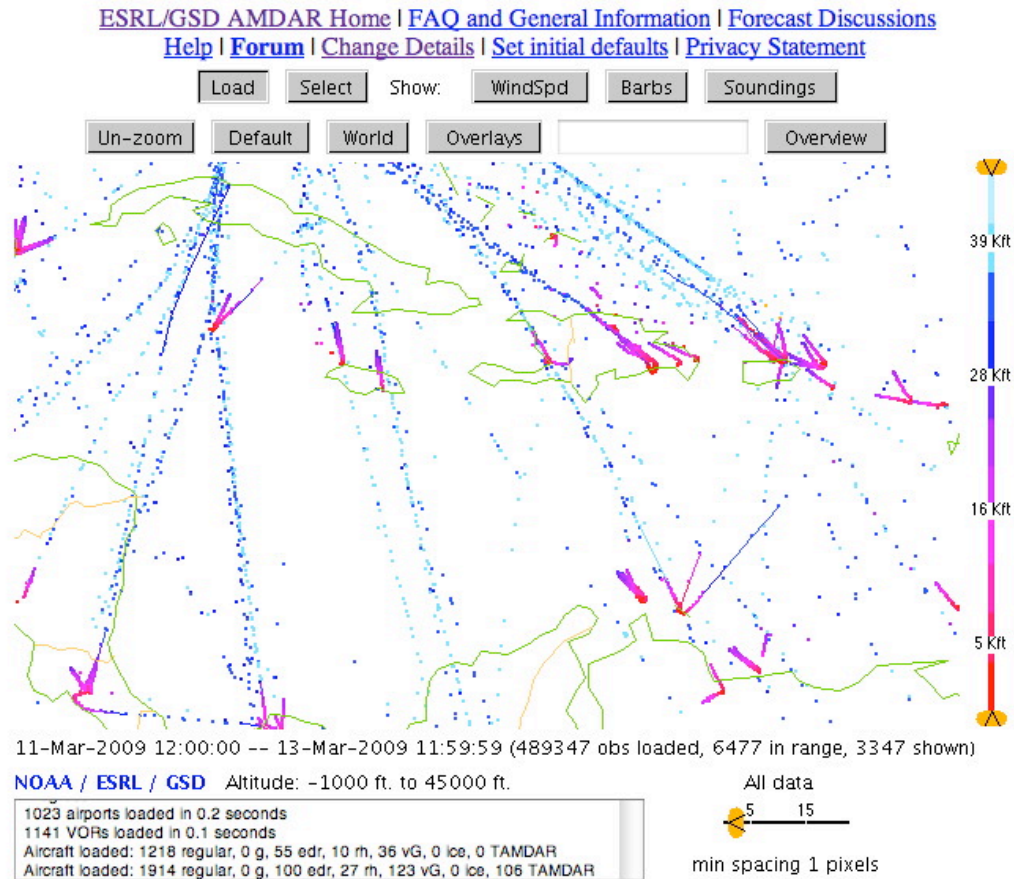 ESRL/GSD AMDAR Home | FAQ and General Information | Forecast Discussions
Help | Forum | Change Details | Set initial defaults | Privacy Statement
Load Select Show: WindSpd Barbs Soundings
Un-zoom Default World Overlays Overview
39 Kft
28 Kft
16 Kft
5 Kft
11-Mar-2009 12:00:00 -- 13-Mar-2009 11:59:59 (489347 obs loaded, 6477 in range, 3347 shown)
NOAA / ESRL / GSD Altitude: -1000 ft. to 45000 ft. All data
5 15
1023 airports loaded in 0.2 seconds
1141 VORs loaded in 0.1 seconds
Aircraft loaded: 1218 regular, 0 g, 55 edr, 10 rh, 36 vG, 0 ice, 0 TAMDAR
Aircraft loaded: 1914 regular, 0 g, 100 edr, 27 rh, 123 vG, 0 ice, 106 TAMDAR
min spacing 1 pixels